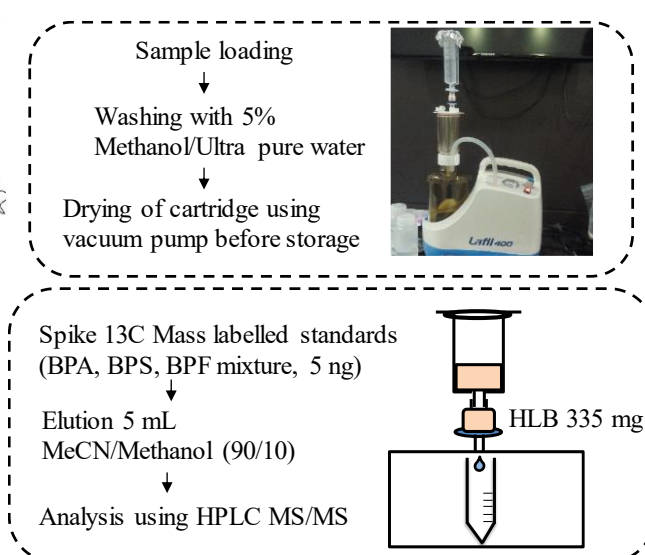 Sample loading
Washing with 5%
Methanol/Ultra pure water
Drying of cartridge using
vacuum pump before storage
Lafil 400
Spike 13C Mass labelled standards
(BPA, BPS, BPF mixture, 5 ng)
Elution 5 mL
MeCN/Methanol (90/10)
Analysis using HPLC MS/MS
HLB 335 mg